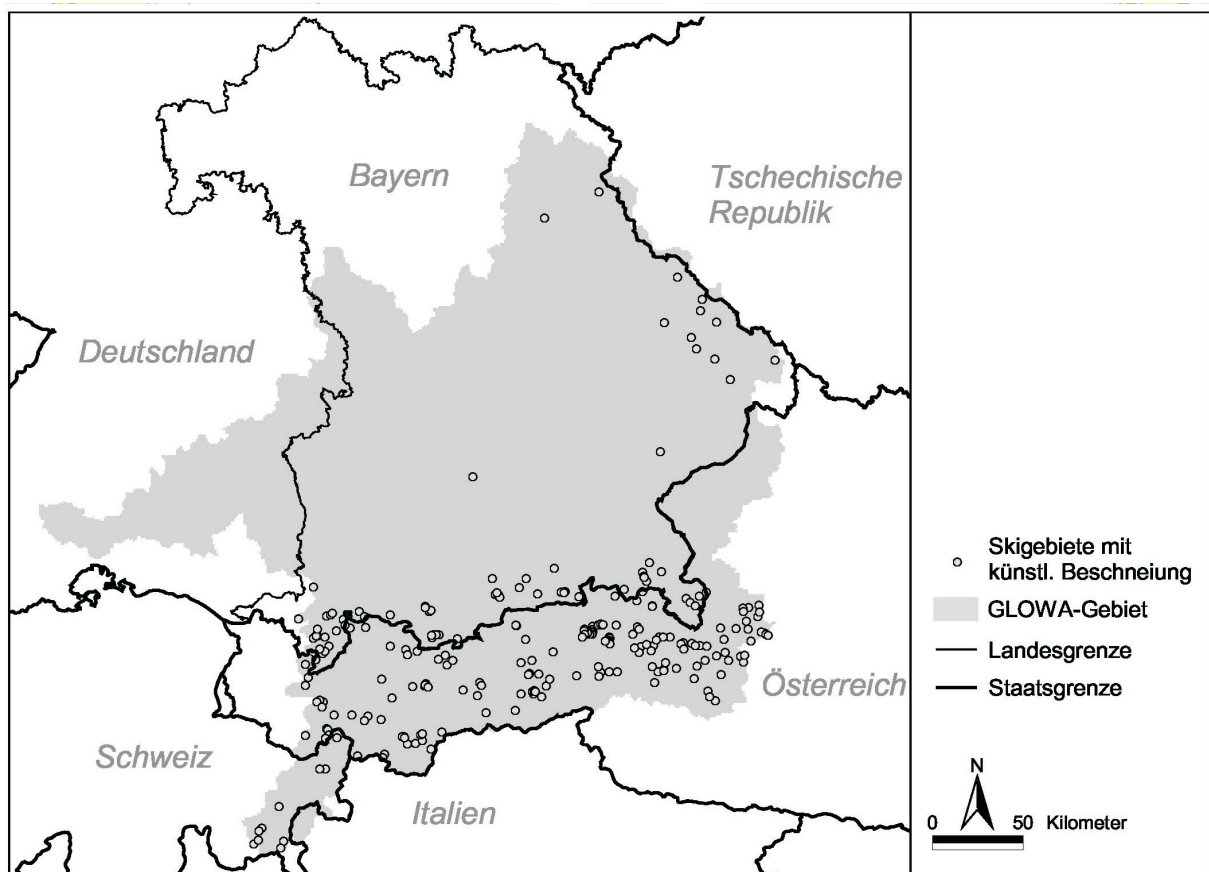 Bayern
Tschechische
Republik
Deutschland
Österreich
Schweiz
Italien
Skigebiete mit
künstl. Beschneiung
GLOWA-Gebiet
Landesgrenze
Staatsgrenze
N
0 50 Kilometer